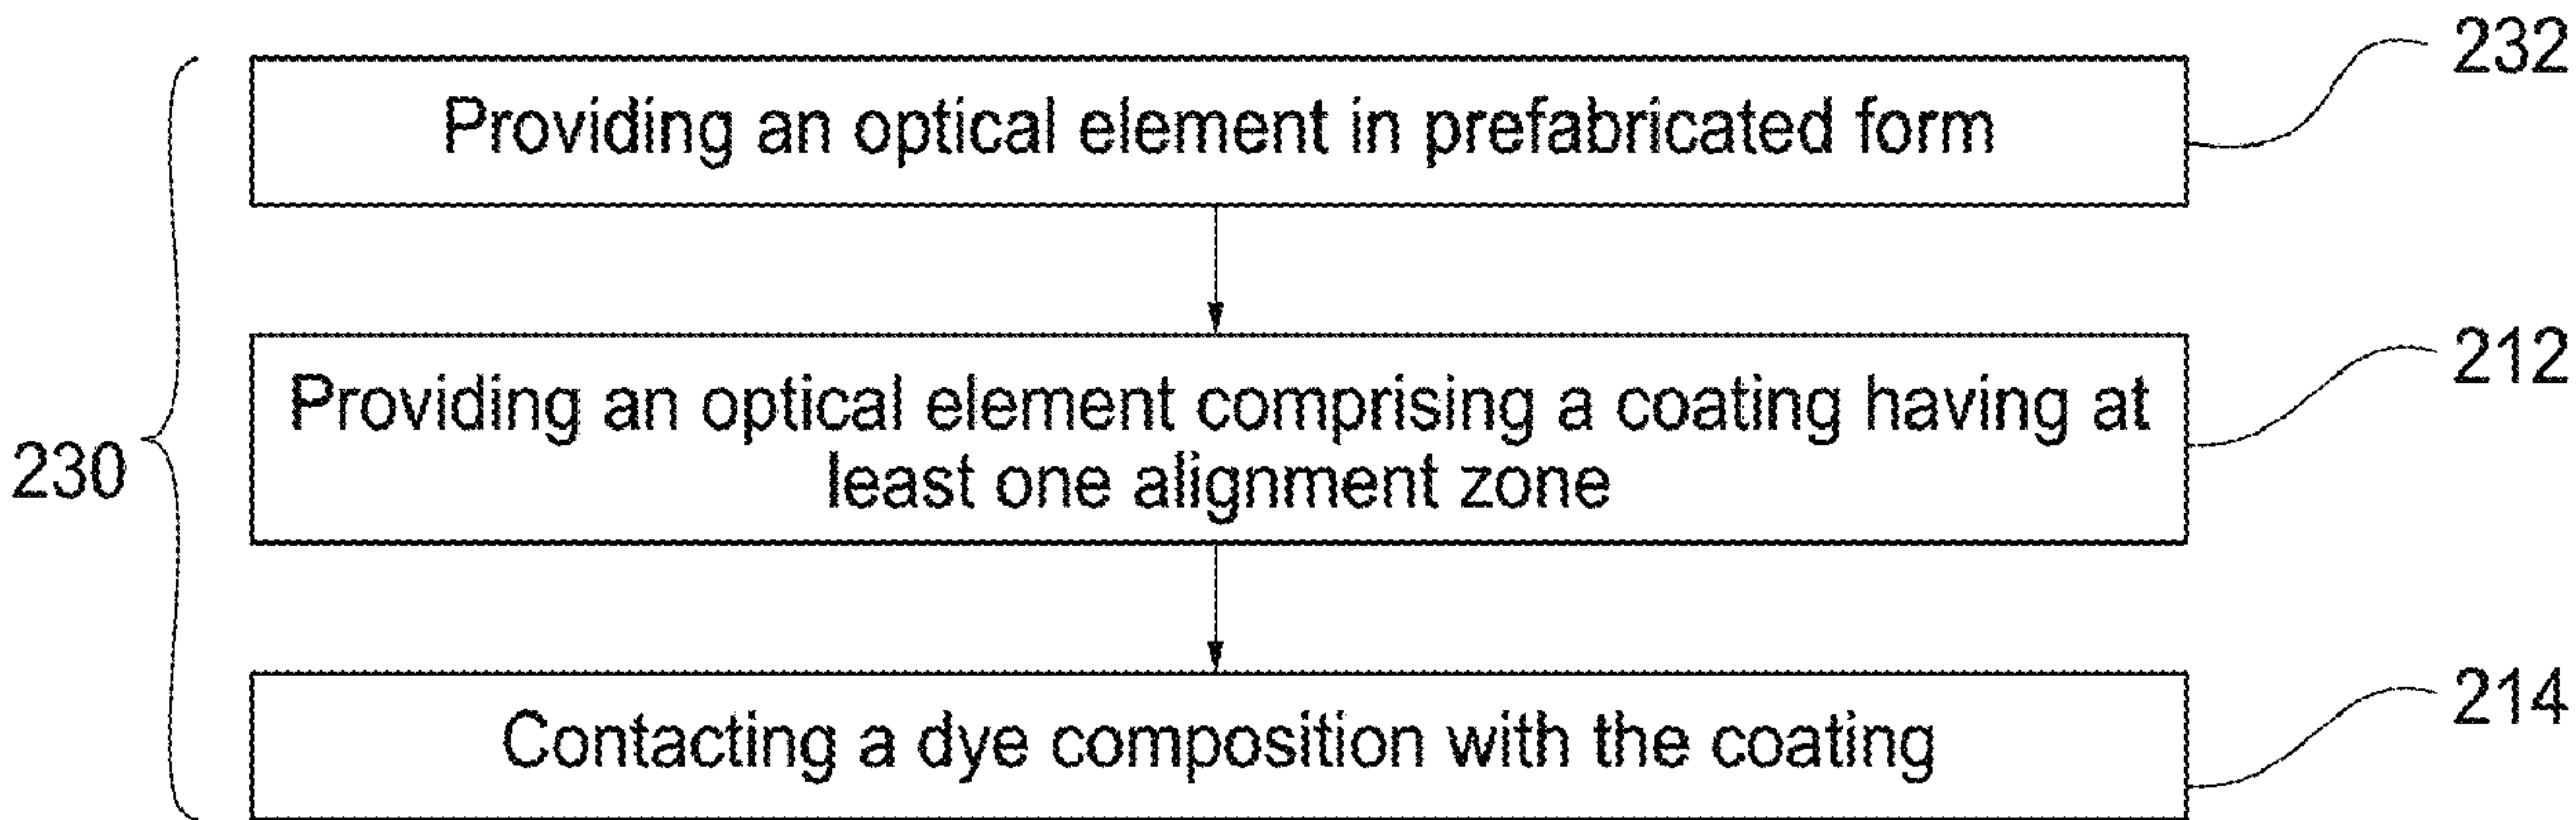 232
Providing an optical element in prefabricated form
212
Providing an optical element comprising a coating having at
least one alignment zone
230
214
Contacting a dye composition with the coating